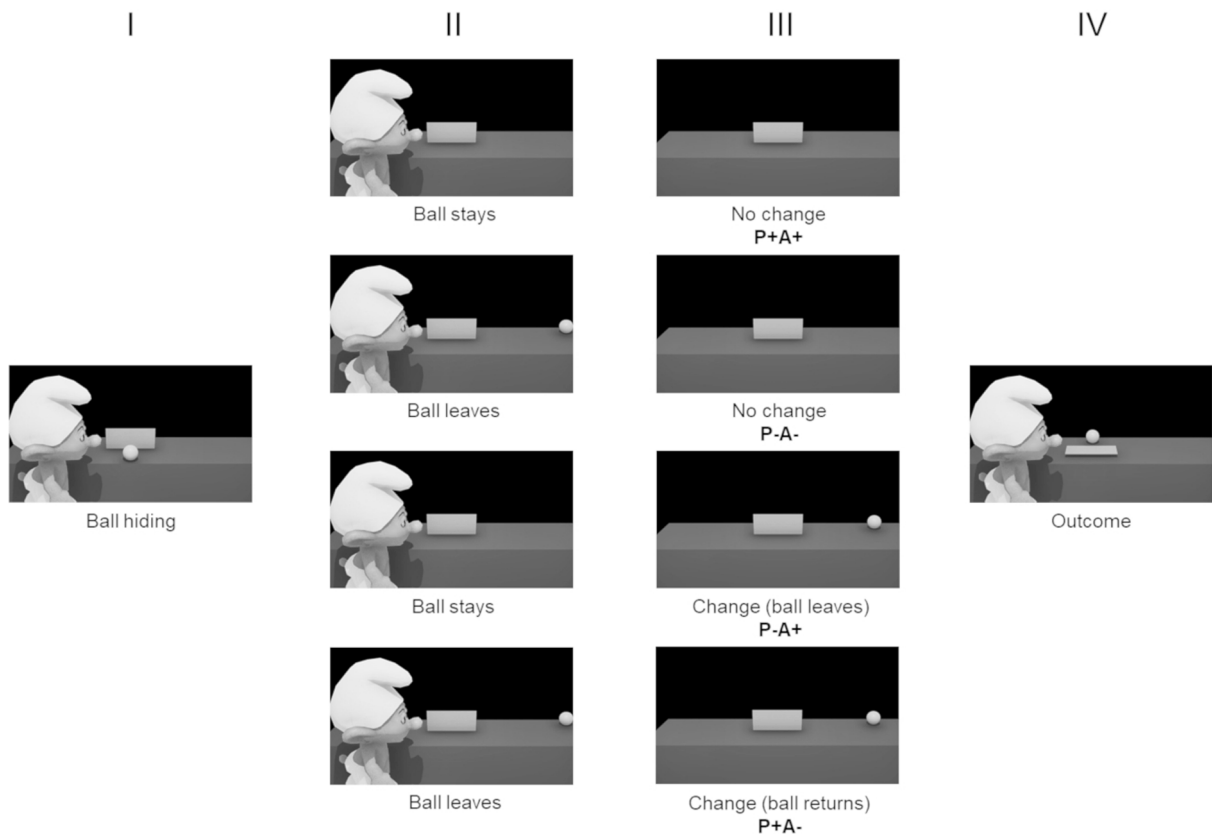 I
II
III
IV
Ball stays
No change
P+A+
Ball leaves
No change
P-A-
Ball hiding
Outcome
Ball stays
Change (ball leaves)
P-A+
Ball leaves
Change (ball returns)
P+A-